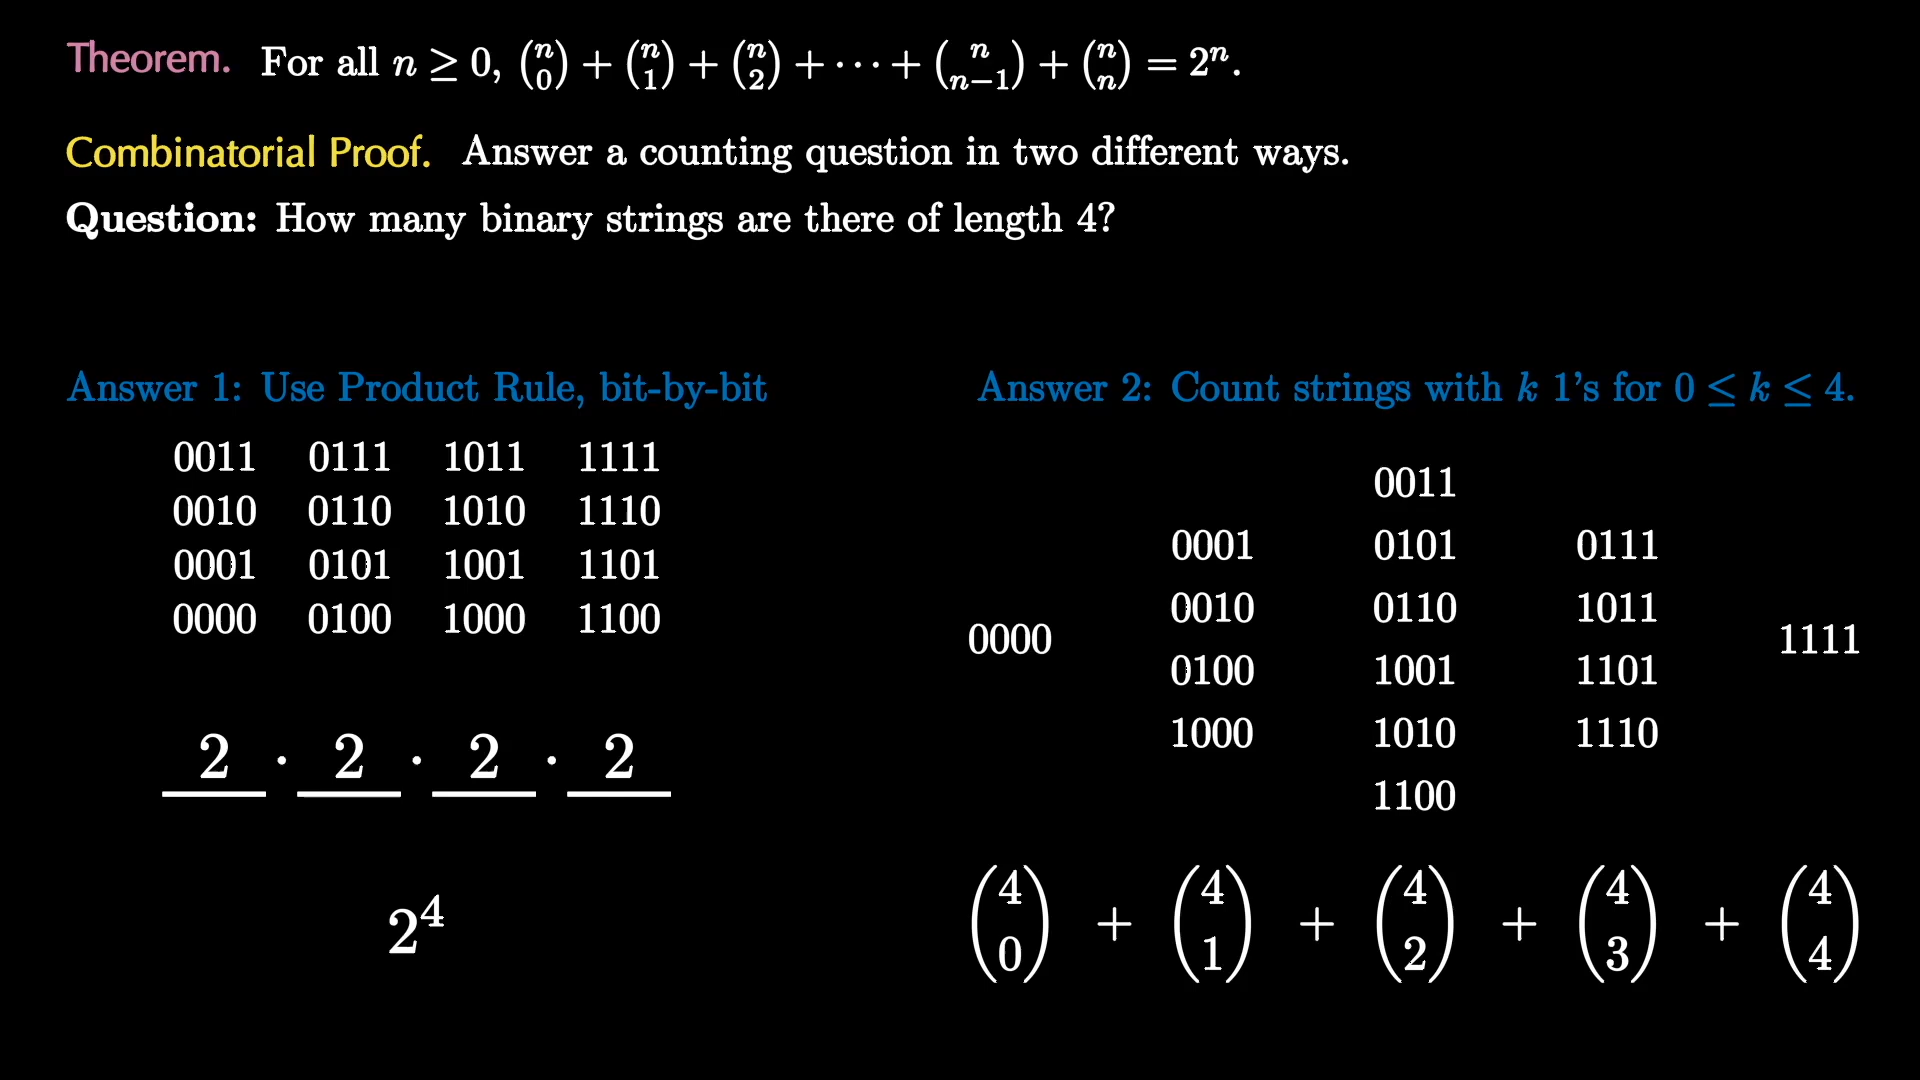 Theorem. For all n ≥ 0, (n 0) + (n 1) + (n 2) + ⋯ + (n n−1) + (n n) = 2ⁿ.
Combinatorial Proof. Answer a counting question in two different ways.
Question: How many binary strings are there of length 4?
Answer 1: Use Product Rule, bit-by-bit
0011 0111 1011 1111
0010 0110 1010 1110
0001 0101 1001 1101
0000 0100 1000 1100
2 · 2 · 2 · 2
2⁴
Answer 2: Count strings with k 1's for 0 ≤ k ≤ 4.
0011
0001 0101 0111
0010 0110 1011
0000 1111
0100 1001 1101
1000 1010 1110
1100
(4 0) + (4 1) + (4 2) + (4 3) + (4 4)